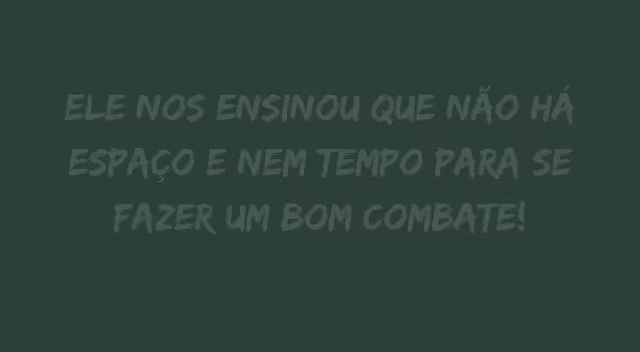 ELE NOS ENSINOU QUE NÃO HÁ
ESPAÇO E NEM TEMPO PARA SE
FAZER UM BOM COMBATE!